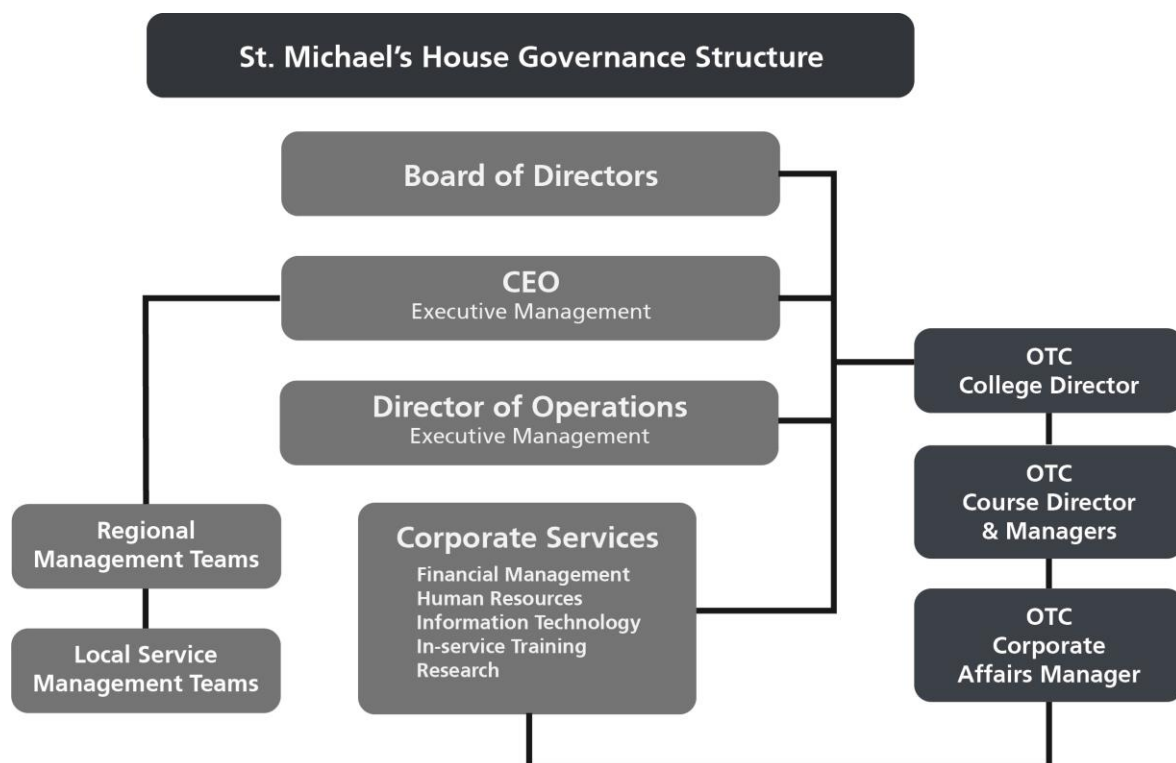 St. Michael's House Governance Structure
Board of Directors
CEO
Executive Management
Director of Operations
Executive Management
Corporate Services
Financial Management
Human Resources
Information Technology
In-service Training
Research
Regional
Management Teams
Local Service
Management Teams
OTC
College Director
OTC
Course Director
& Managers
OTC
Corporate
Affairs Manager